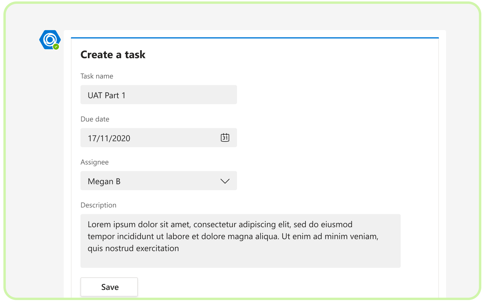 Create a task
Task name
UAT Part 1
Due date
17/11/2020
31
Assignee
Megan B
Description
Lorem ipsum dolor sit amet, consectetur adipiscing elit, sed do eiusmod
tempor incididunt ut labore et dolore magna aliqua. Ut enim ad minim veniam,
quis nostrud exercitation
Save